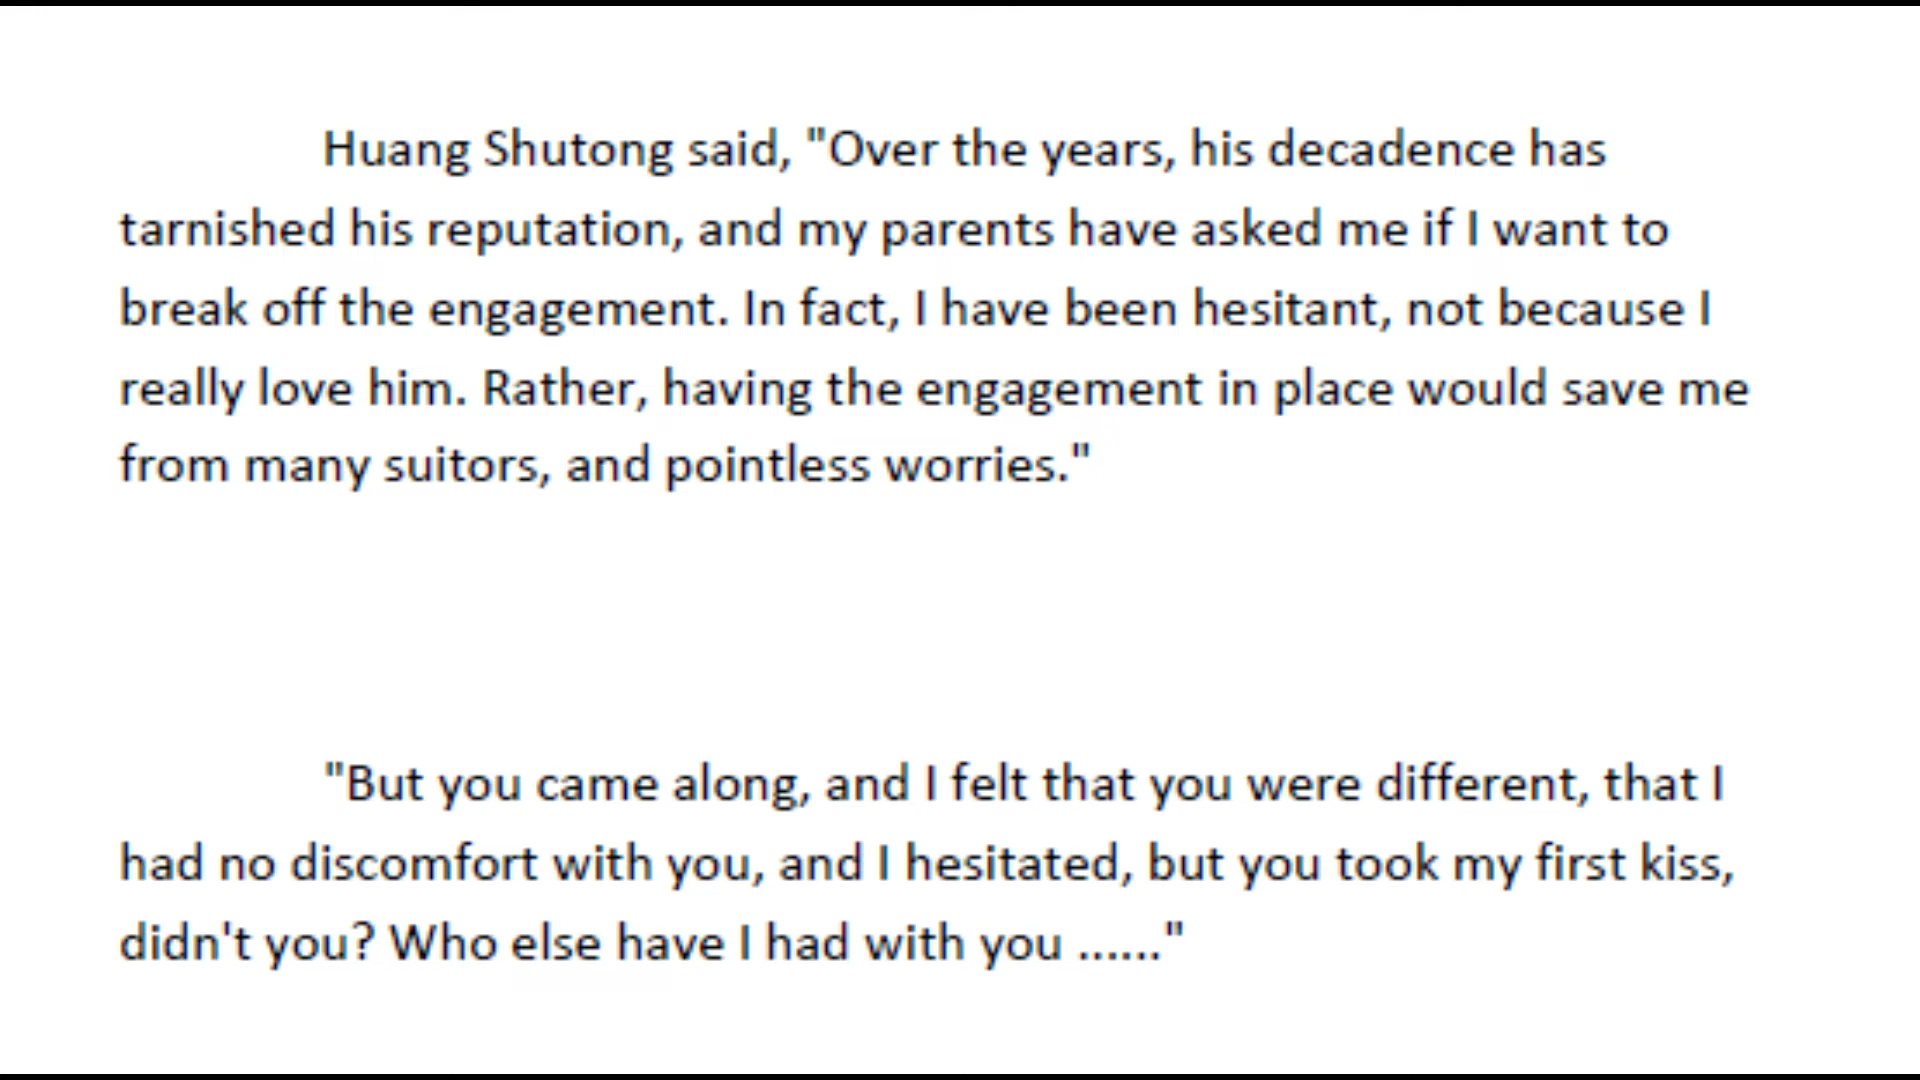 Huang Shutong said, "Over the years, his decadence has
tarnished his reputation, and my parents have asked me if I want to
break off the engagement. In fact, I have been hesitant, not because I
really love him. Rather, having the engagement in place would save me
from many suitors, and pointless worries."
"But you came along, and I felt that you were different, that I
had no discomfort with you, and I hesitated, but you took my first kiss,
didn't you? Who else have I had with you ......"